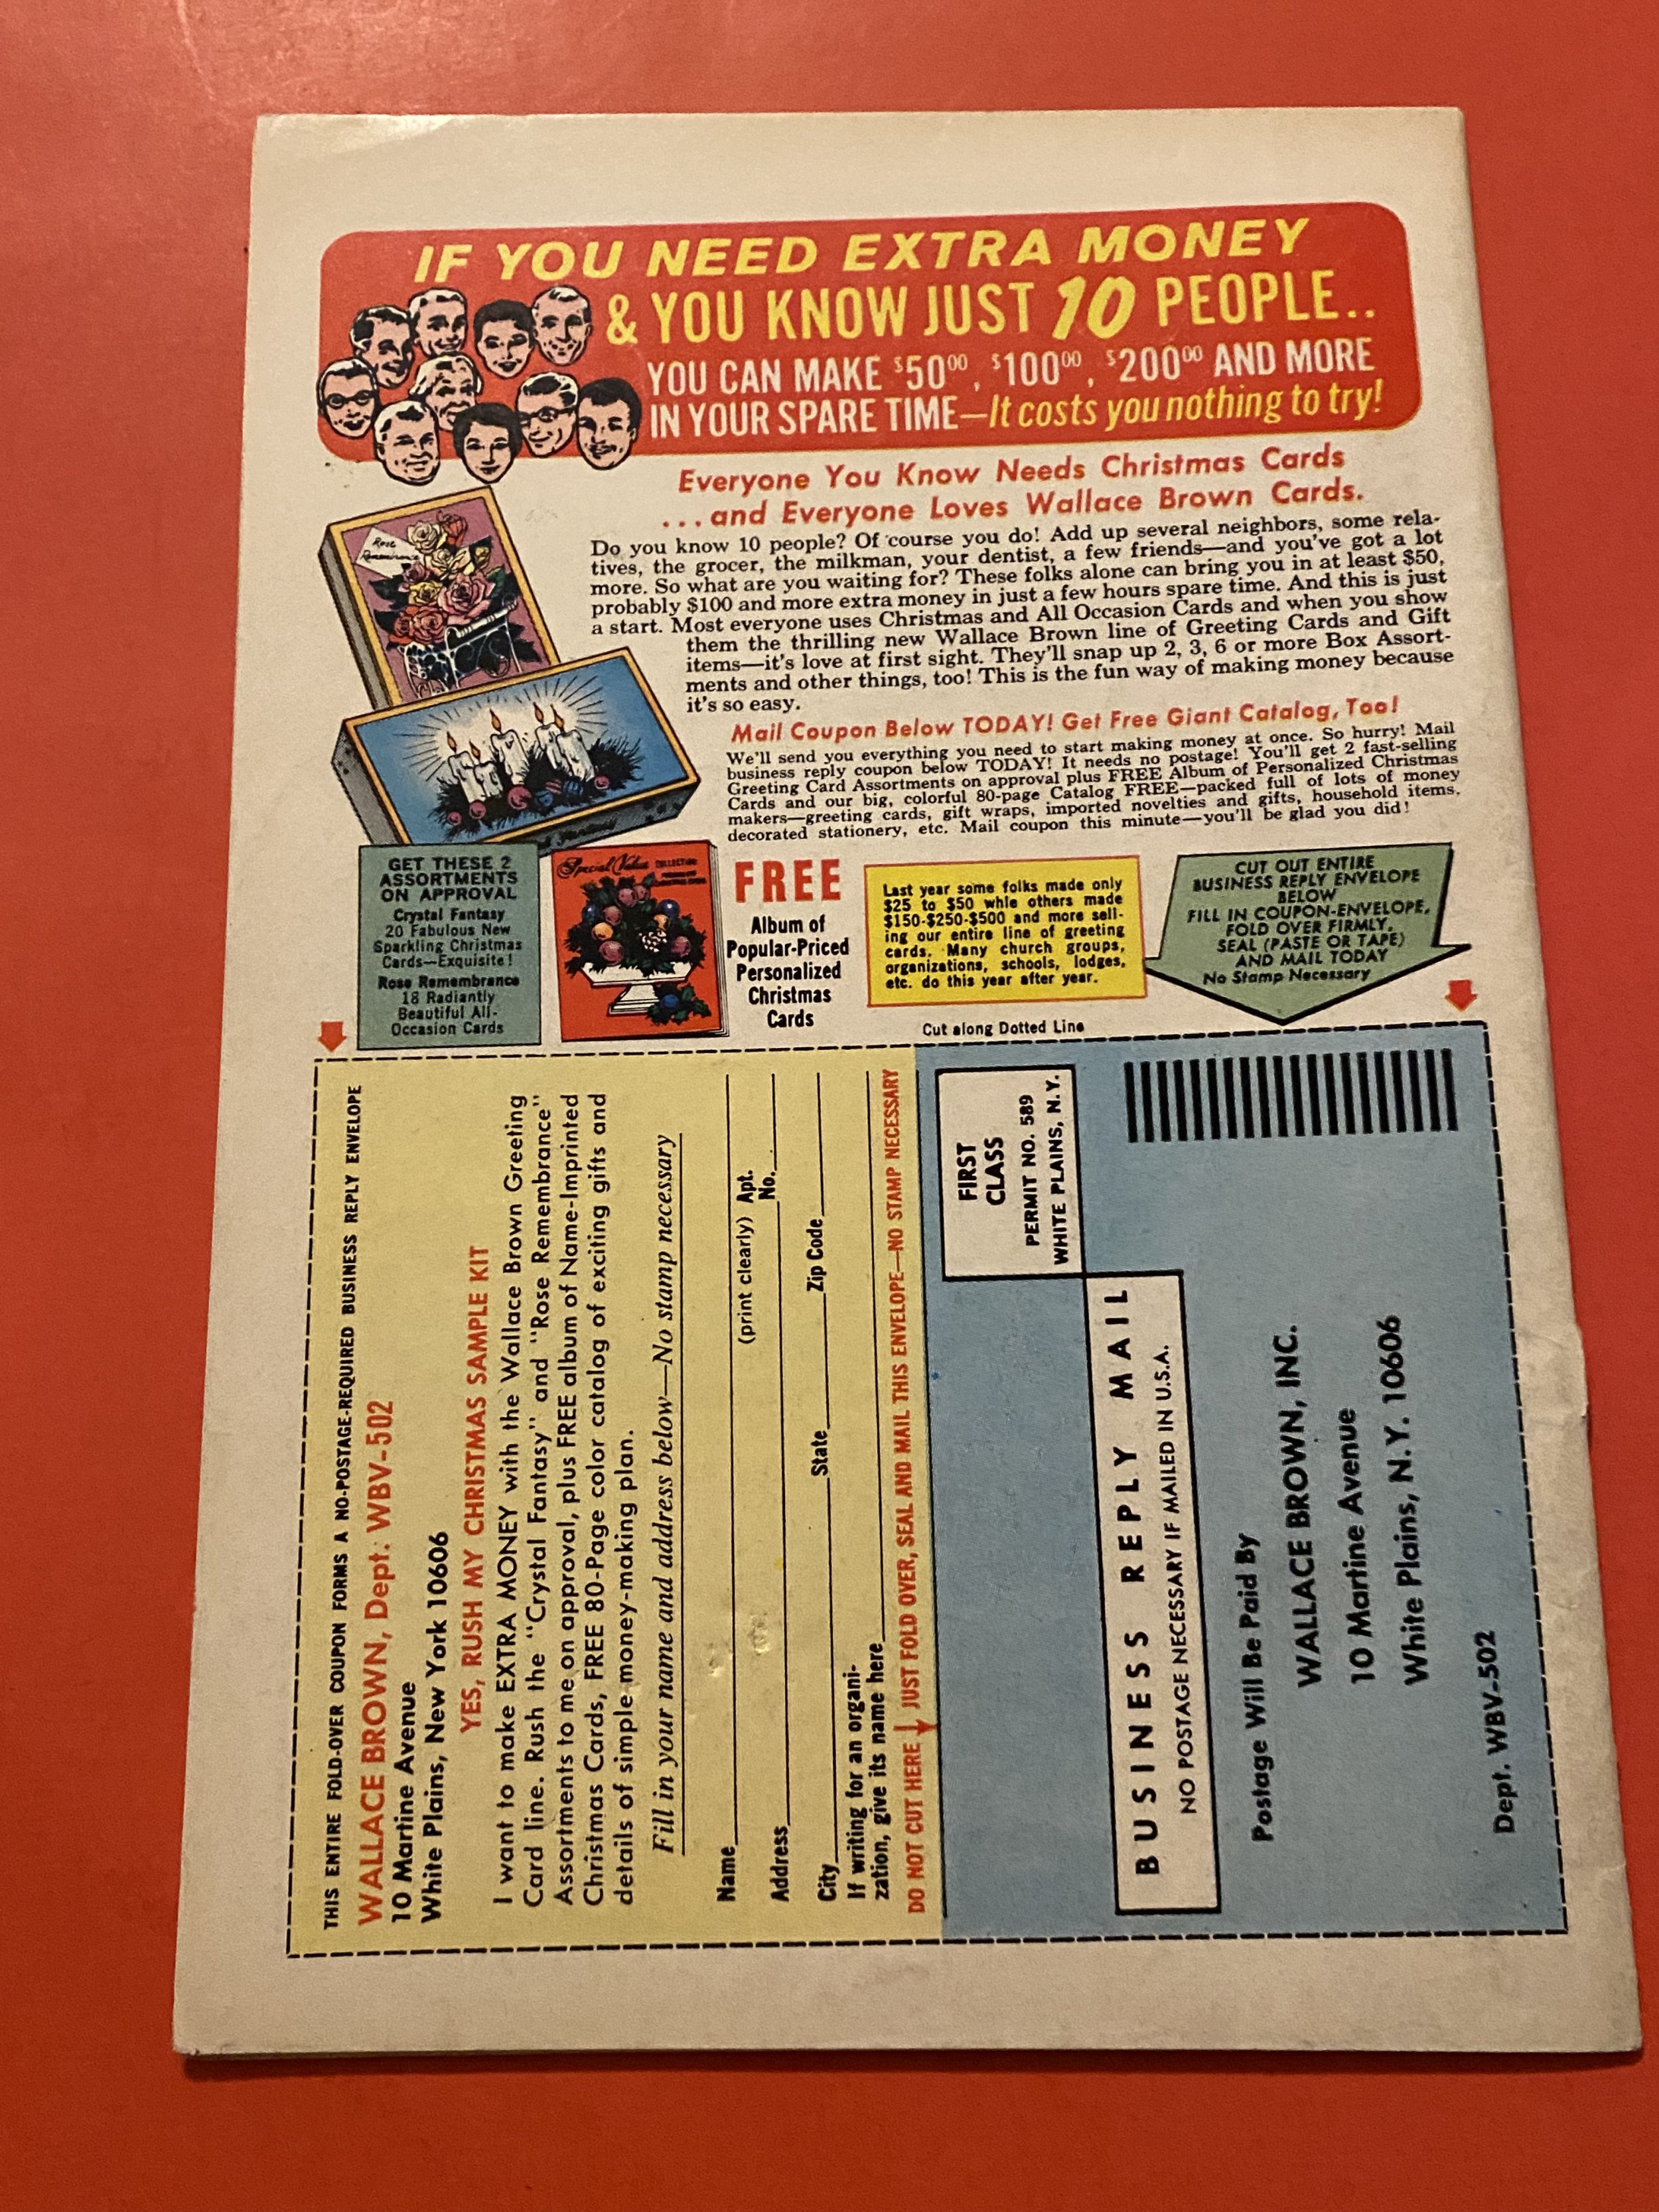 IF YOU NEED EXTRA MONEY
& YOU KNOW JUST 10 PEOPLE..
YOU CAN MAKE $50⁰⁰, $100⁰⁰, $200⁰⁰ AND MORE
IN YOUR SPARE TIME—It costs you nothing to try!
Everyone You Know Needs Christmas Cards
...and Everyone Loves Wallace Brown Cards.
Do you know 10 people? Of course you do! Add up several neighbors, some rela-
tives, the grocer, the milkman, your dentist, a few friends—and you've got a lot
more. So what are you waiting for? These folks alone can bring you in at least $50,
probably $100 and more extra money in just a few hours spare time. And this is just
a start. Most everyone uses Christmas and All Occasion Cards and when you show
them the thrilling new Wallace Brown line of Greeting Cards and Gift
items—it's love at first sight. They'll snap up 2, 3, 6 or more Box Assort-
ments and other things, too! This is the fun way of making money because
it's so easy.
Rose
Remembrance
Mail Coupon Below TODAY! Get Free Giant Catalog, Too!
We'll send you everything you need to start making money at once. So hurry! Mail
business reply coupon below TODAY! It needs no postage! You'll get 2 fast-selling
Greeting Card Assortments on approval plus FREE Album of Personalized Christmas
Cards and our big, colorful 80-page Catalog FREE—packed full of lots of money
makers—greeting cards, gift wraps, imported novelties and gifts, household items,
decorated stationery, etc. Mail coupon this minute—you'll be glad you did!
GET THESE 2
ASSORTMENTS
ON APPROVAL
Crystal Fantasy
20 Fabulous New
Sparkling Christmas
Cards—Exquisite!
Rose Remembrance
18 Radiantly
Beautiful All-
Occasion Cards
Special Value COLLECTION
FREE
Album of
Popular-Priced
Personalized
Christmas
Cards
Last year some folks made only
$25 to $50 while others made
$150-$250-$500 and more sell-
ing our entire line of greeting
cards. Many church groups,
organizations, schools, lodges,
etc. do this year after year.
CUT OUT ENTIRE
BUSINESS REPLY ENVELOPE
BELOW
FILL IN COUPON-ENVELOPE,
FOLD OVER FIRMLY,
SEAL (PASTE OR TAPE)
AND MAIL TODAY
No Stamp Necessary
Cut along Dotted Line
THIS ENTIRE FOLD-OVER COUPON FORMS A NO-POSTAGE-REQUIRED BUSINESS REPLY ENVELOPE
WALLACE BROWN, Dept. WBV-502
10 Martine Avenue
White Plains, New York 10606
YES, RUSH MY CHRISTMAS SAMPLE KIT
I want to make EXTRA MONEY with the Wallace Brown Greeting
Card line. Rush the "Crystal Fantasy" and "Rose Remembrance"
Assortments to me on approval, plus FREE album of Name-Imprinted
Christmas Cards, FREE 80-Page color catalog of exciting gifts and
details of simple money-making plan.
Fill in your name and address below—No stamp necessary
Name
(print clearly)
Address Apt. No.
City State Zip Code
If writing for an organi-
zation, give its name here
DO NOT CUT HERE JUST FOLD OVER, SEAL AND MAIL THIS ENVELOPE—NO STAMP NECESSARY
FIRST
CLASS
PERMIT NO. 589
WHITE PLAINS, N.Y.
BUSINESS REPLY MAIL
NO POSTAGE NECESSARY IF MAILED IN U.S.A.
Postage Will Be Paid By
WALLACE BROWN, INC.
10 Martine Avenue
White Plains, N.Y. 10606
Dept. WBV-502